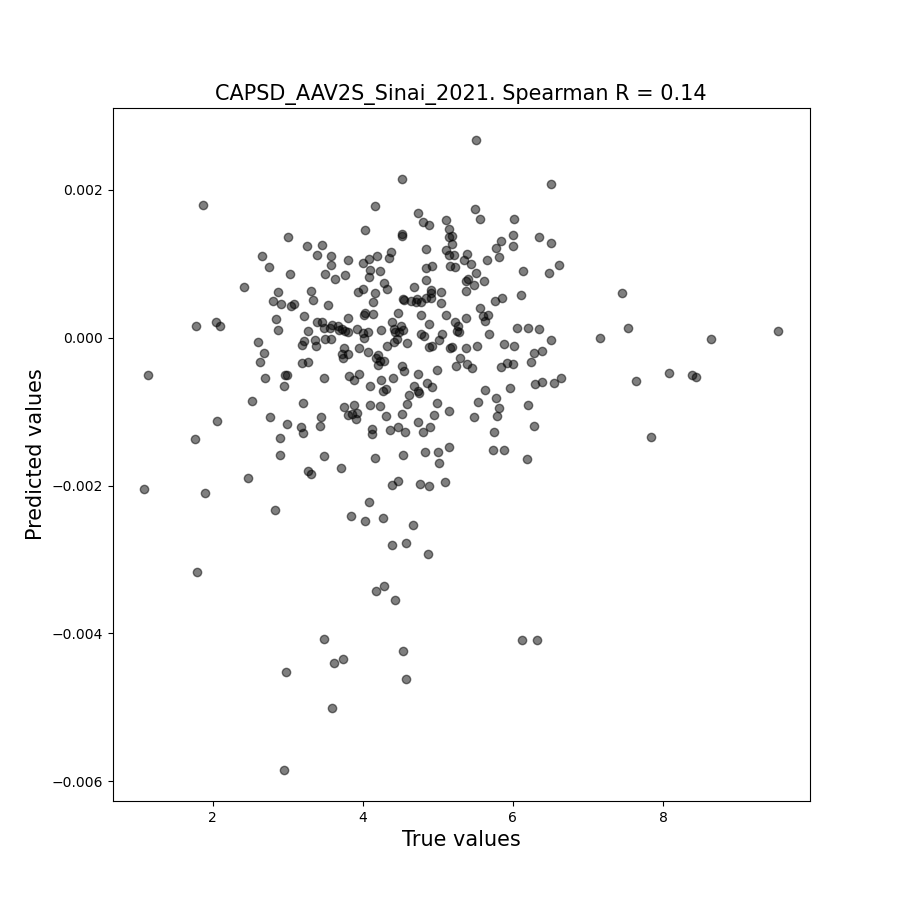 CAPSD_AAV2S_Sinai_2021. Spearman R = 0.14
0.002
0.000
−0.002
−0.004
−0.006
Predicted values
2 4 6 8
True values